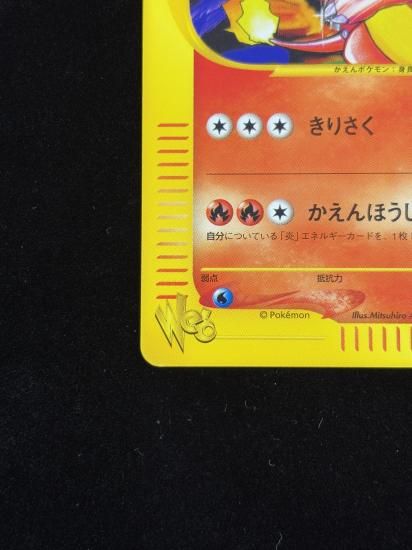 かえんポケモン：身長
きりさく
かえんほうし
自分についている「炎」エネルギーカードを、1枚
弱点 抵抗力
© Pokémon Illus.Mitsuhiro
Web